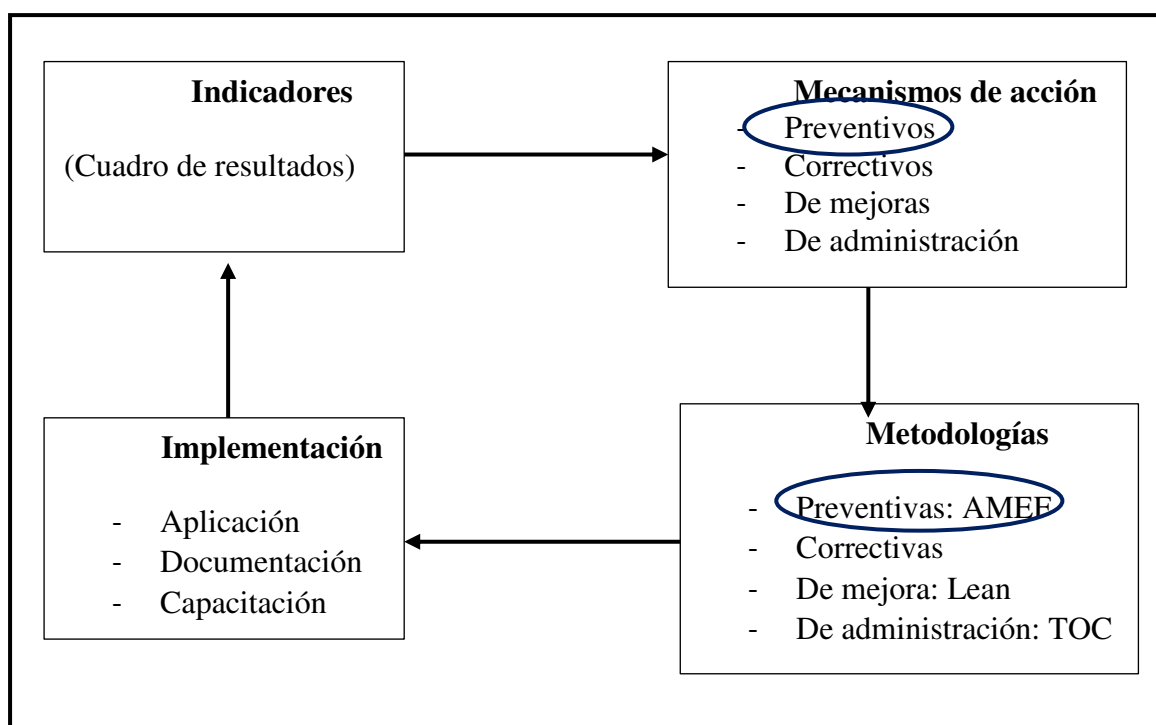 Indicadores
(Cuadro de resultados)
Mecanismos de acción
- Preventivos
- Correctivos
- De mejoras
- De administración
Implementación
- Aplicación
- Documentación
- Capacitación
Metodologías
- Preventivas: AMEF
- Correctivas
- De mejora: Lean
- De administración: TOC